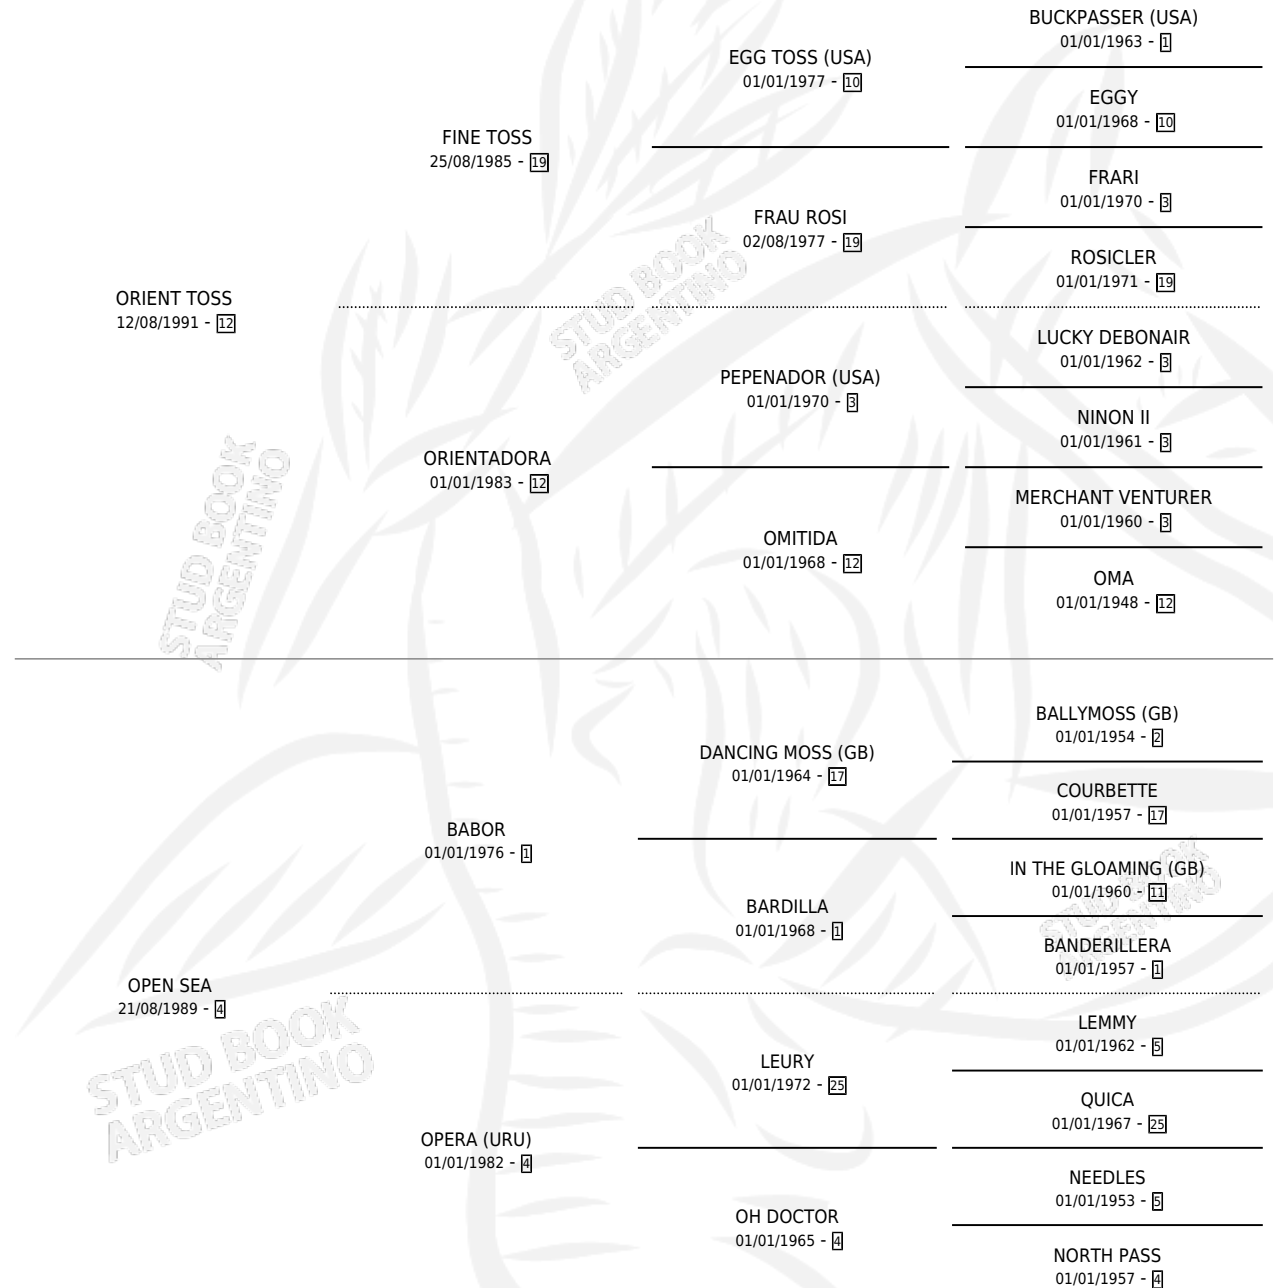 BUCKPASSER (USA)
01/01/1963 - 1
EGG TOSS (USA)
01/01/1977 - 10
EGGY
01/01/1968 - 10
FINE TOSS
25/08/1985 - 19
FRARI
01/01/1970 - 3
FRAU ROSI
02/08/1977 - 19
ROSICLER
01/01/1971 - 19
ORIENT TOSS
12/08/1991 - 12
STUD BOOK
ARGENTINO
LUCKY DEBONAIR
01/01/1962 - 3
PEPENADOR (USA)
01/01/1970 - 3
NINON II
01/01/1961 - 3
ORIENTADORA
01/01/1983 - 12
MERCHANT VENTURER
01/01/1960 - 3
OMITIDA
01/01/1968 - 12
OMA
01/01/1948 - 12
STUD BOOK
ARGENTINO
BALLYMOSS (GB)
01/01/1954 - 2
DANCING MOSS (GB)
01/01/1964 - 17
COURBETTE
01/01/1957 - 17
BABOR
01/01/1976 - 1
IN THE GLOAMING (GB)
01/01/1960 - 11
BARDILLA
01/01/1968 - 1
STUD BOOK
ARGENTINO
BANDERILLERA
01/01/1957 - 1
OPEN SEA
21/08/1989 - 4
LEMMY
01/01/1962 - 5
LEURY
01/01/1972 - 25
QUICA
01/01/1967 - 25
STUD BOOK
ARGENTINO
OPERA (URU)
01/01/1982 - 4
NEEDLES
01/01/1953 - 5
OH DOCTOR
01/01/1965 - 4
NORTH PASS
01/01/1957 - 4